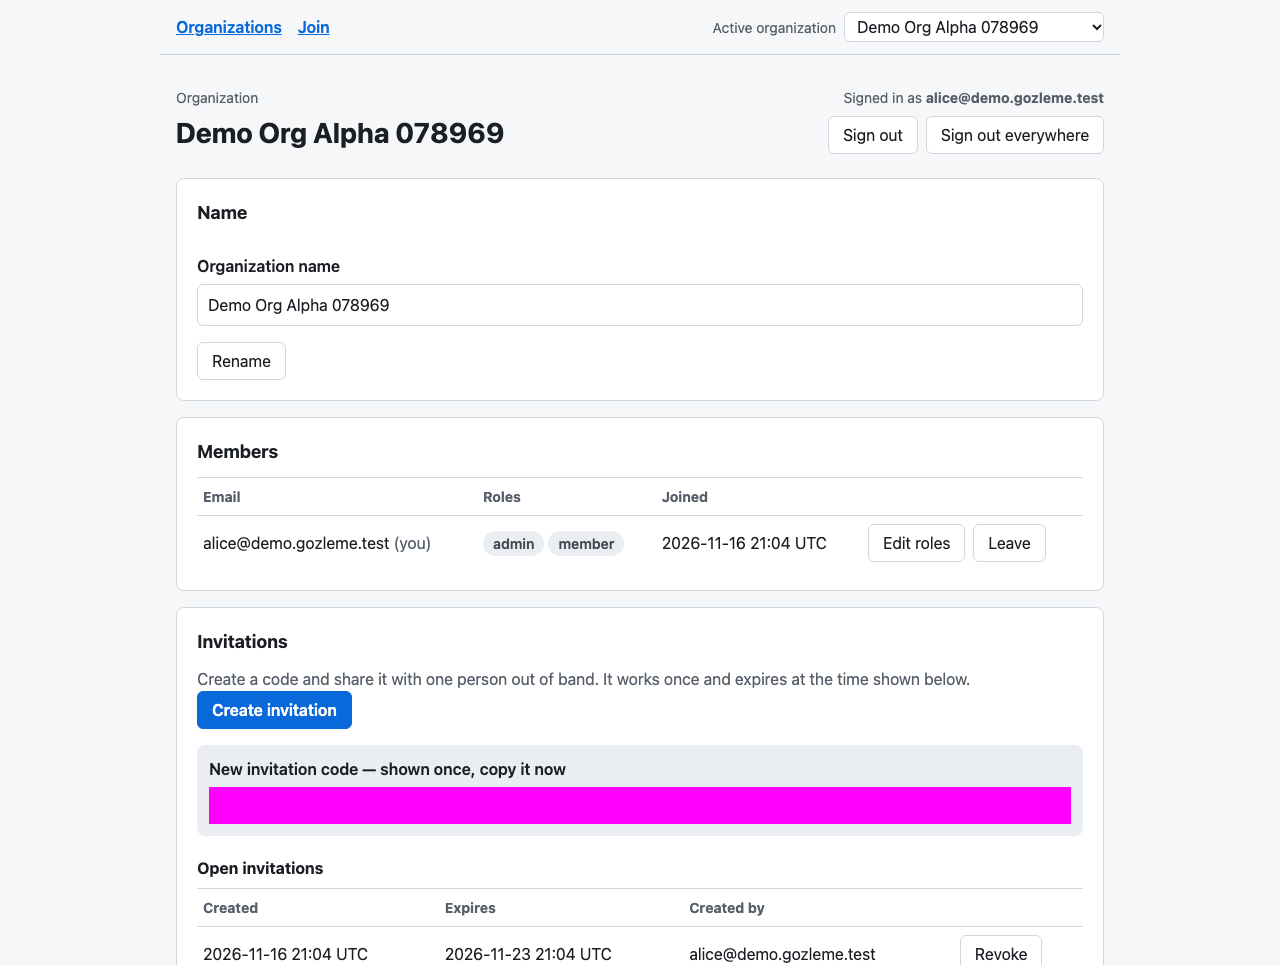 Organizations Join Active organization Demo Org Alpha 078969
Organization Signed in as alice@demo.gozleme.test
Demo Org Alpha 078969 Sign out Sign out everywhere
Name
Organization name
Demo Org Alpha 078969
Rename
Members
Email Roles Joined
alice@demo.gozleme.test (you) admin member 2026-11-16 21:04 UTC Edit roles Leave
Invitations
Create a code and share it with one person out of band. It works once and expires at the time shown below.
Create invitation
New invitation code — shown once, copy it now
Open invitations
Created Expires Created by
2026-11-16 21:04 UTC 2026-11-23 21:04 UTC alice@demo.gozleme.test Revoke